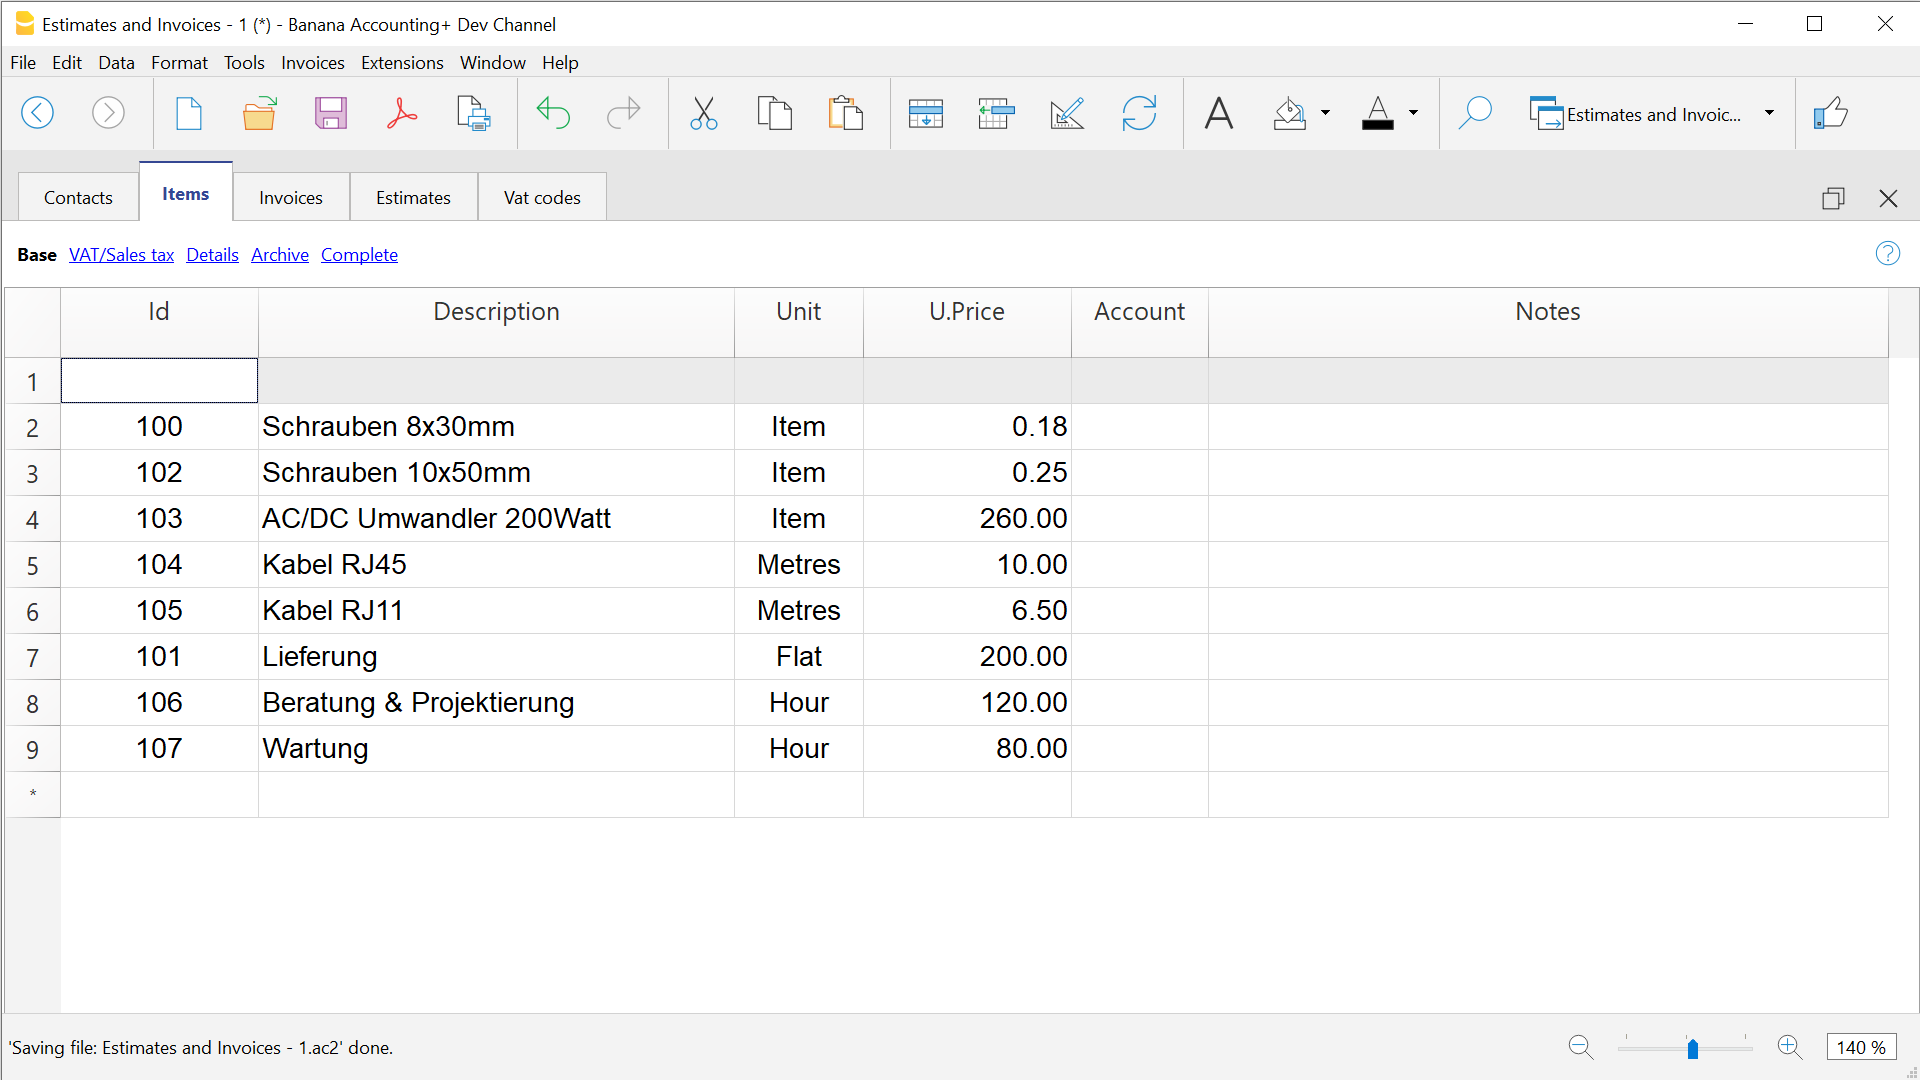 Estimates and Invoices - 1 (*) - Banana Accounting+ Dev Channel
File Edit Data Format Tools Invoices Extensions Window Help
Estimates and Invoic...
Contacts Items Invoices Estimates Vat codes
Base VAT/Sales tax Details Archive Complete
Id Description Unit U.Price Account Notes
1
2 100 Schrauben 8x30mm Item 0.18
3 102 Schrauben 10x50mm Item 0.25
4 103 AC/DC Umwandler 200Watt Item 260.00
5 104 Kabel RJ45 Metres 10.00
6 105 Kabel RJ11 Metres 6.50
7 101 Lieferung Flat 200.00
8 106 Beratung & Projektierung Hour 120.00
9 107 Wartung Hour 80.00
*
'Saving file: Estimates and Invoices - 1.ac2' done.
140 %